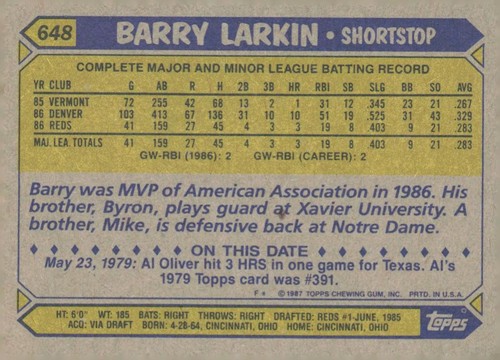 648 BARRY LARKIN • SHORTSTOP
COMPLETE MAJOR AND MINOR LEAGUE BATTING RECORD
YR CLUB G AB R H 2B 3B HR RBI SB SLG BB SO AVG
85 VERMONT 72 255 42 68 13 2 1 31 12 .345 23 21 .267
86 DENVER 103 413 67 136 31 10 10 51 19 .525 31 43 .329
86 REDS 41 159 27 45 4 3 3 19 8 .403 9 21 .283
MAJ. LEA. TOTALS 41 159 27 45 4 3 3 19 8 .403 9 21 .283
GW-RBI (1986): 2 GW-RBI (CAREER): 2
Barry was MVP of American Association in 1986. His
brother, Byron, plays guard at Xavier University. A
brother, Mike, is defensive back at Notre Dame.
♦ ♦ ♦ ♦ ♦ ♦ ♦ ♦ ON THIS DATE ♦ ♦ ♦ ♦ ♦ ♦ ♦ ♦
May 23, 1979: Al Oliver hit 3 HRS in one game for Texas. Al's
1979 Topps card was #391.
F * © 1987 TOPPS CHEWING GUM, INC. PRTD. IN U.S.A.
HT: 6'0" WT: 185 BATS: RIGHT THROWS: RIGHT DRAFTED: REDS #1-JUNE, 1985
ACQ: VIA DRAFT BORN: 4-28-64, CINCINNATI, OHIO HOME: CINCINNATI, OHIO
Topps